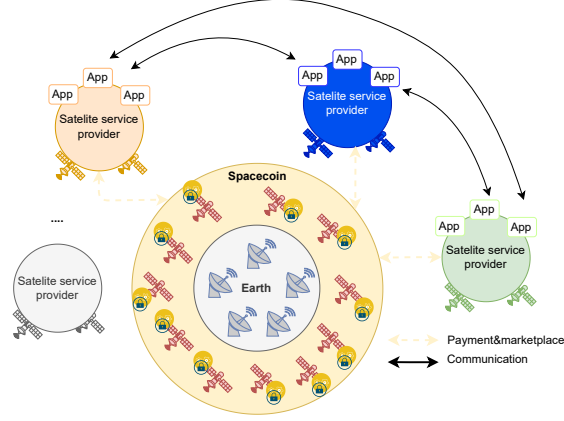 App
App
App
Satelite service
provider
App
App
App
Satelite service
provider
Spacecoin
....
App
App
App
Satelite service
provider
Satelite service
provider
Earth
Payment&marketplace
Communication